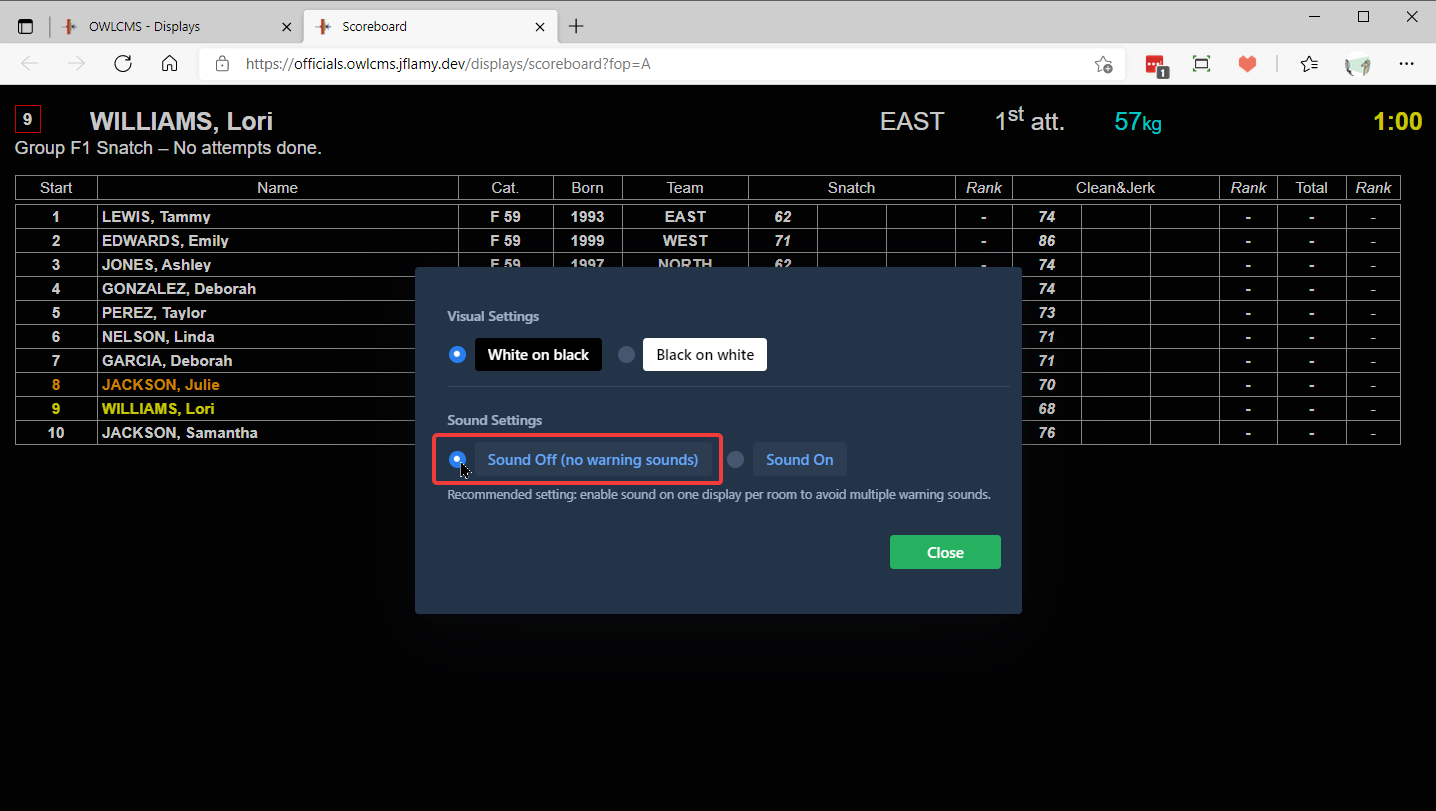 OWLCMS - Displays
Scoreboard
https://officials.owlcms.jflamy.dev/displays/scoreboard?fop=A
1
9 WILLIAMS, Lori EAST 1st att. 57kg 1:00
Group F1 Snatch – No attempts done.
Start Name Cat. Born Team Snatch Rank Clean&Jerk Rank Total Rank
1 LEWIS, Tammy F 59 1993 EAST 62 - 74 - - -
2 EDWARDS, Emily F 59 1999 WEST 71 - 86 - - -
3 JONES, Ashley F 59 1997 NORTH 62 - 74 - - -
4 GONZALEZ, Deborah 74 - - -
5 PEREZ, Taylor 73 - - -
6 NELSON, Linda 71 - - -
7 GARCIA, Deborah 71 - - -
8 JACKSON, Julie 70 - - -
9 WILLIAMS, Lori 68 - - -
10 JACKSON, Samantha 76 - - -
Visual Settings
White on black Black on white
Sound Settings
Sound Off (no warning sounds) Sound On
Recommended setting: enable sound on one display per room to avoid multiple warning sounds.
Close